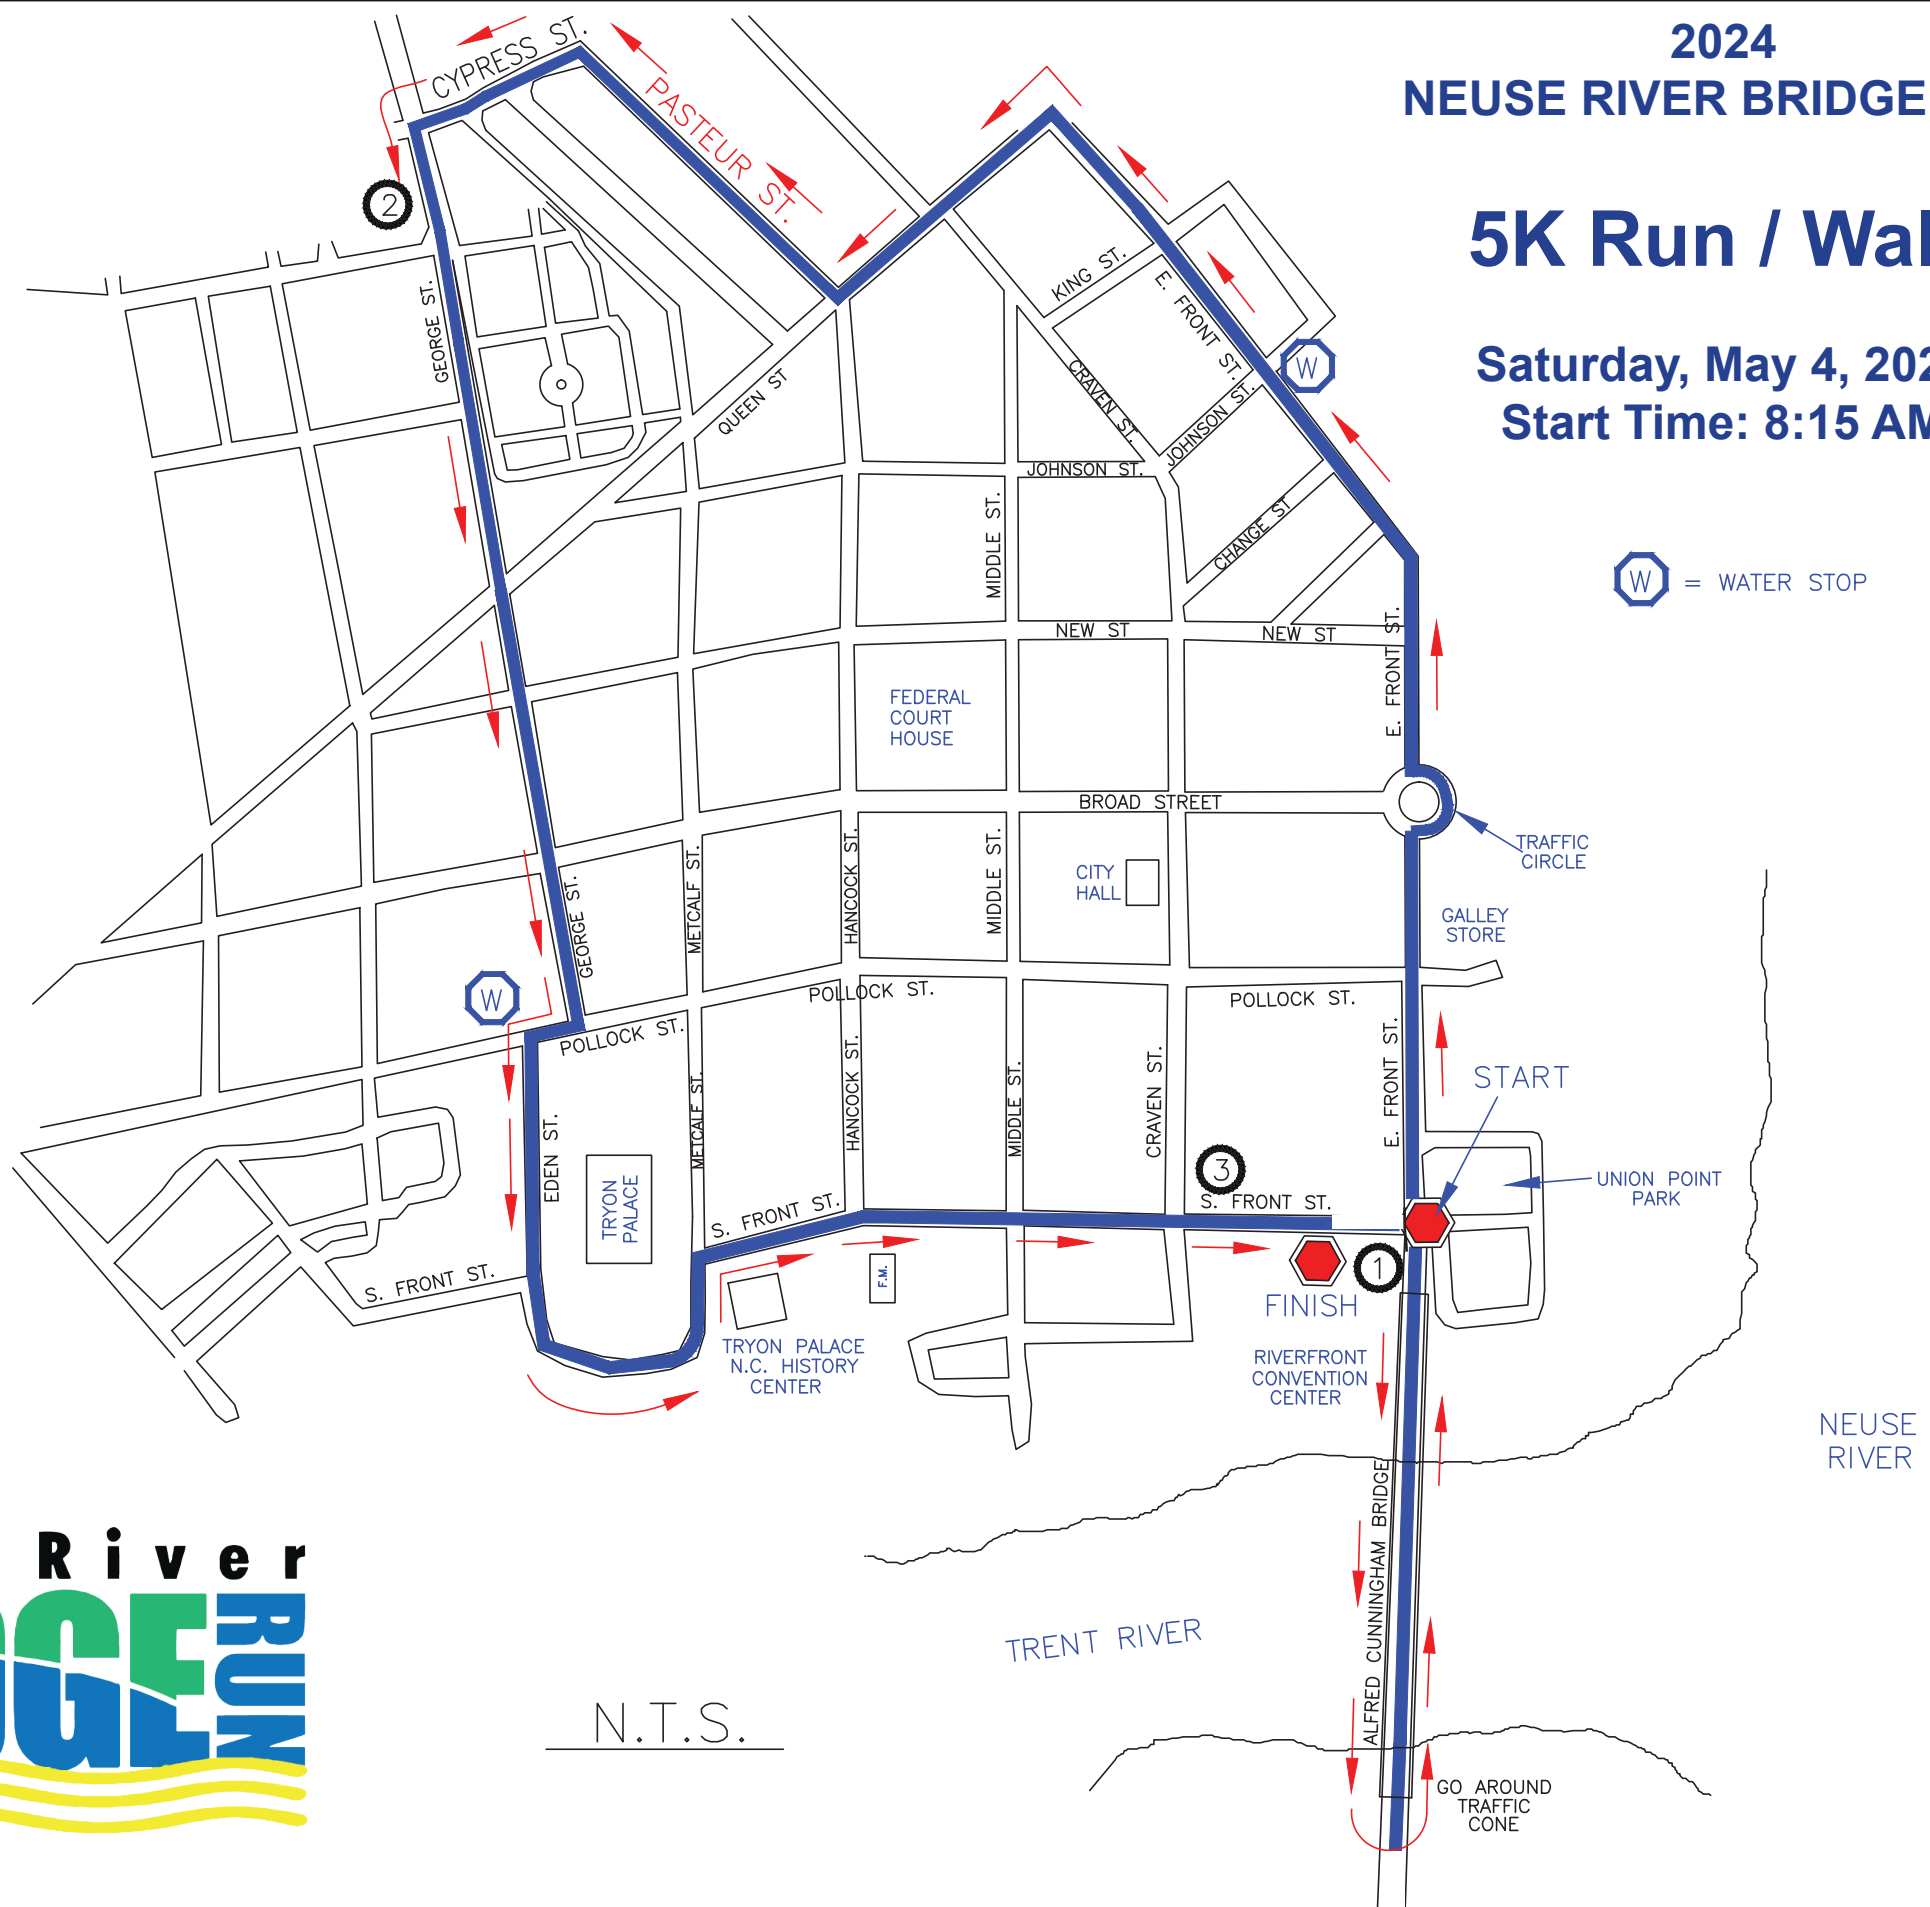 2024
NEUSE RIVER BRIDGE
5K Run / Wal
Saturday, May 4, 202
Start Time: 8:15 AM
W = WATER STOP
CYPRESS ST.
PASTEUR ST.
2
GEORGE ST.
QUEEN ST
KING ST.
E. FRONT ST.
W
CRAVEN ST.
JOHNSON ST.
JOHNSON ST.
CHANGE ST
MIDDLE ST.
NEW ST
NEW ST
E. FRONT ST.
FEDERAL
COURT
HOUSE
BROAD STREET
TRAFFIC
CIRCLE
CITY
HALL
METCALF ST.
HANCOCK ST.
MIDDLE ST.
GEORGE ST.
GALLEY
STORE
W
POLLOCK ST.
POLLOCK ST.
POLLOCK ST.
E. FRONT ST.
START
EDEN ST.
METCALF ST.
HANCOCK ST.
MIDDLE ST.
CRAVEN ST.
3
UNION POINT
PARK
TRYON
PALACE
S. FRONT ST.
S. FRONT ST.
S. FRONT ST.
F.M.
1
FINISH
TRYON PALACE
N.C. HISTORY
CENTER
RIVERFRONT
CONVENTION
CENTER
NEUSE
RIVER
ALFRED CUNNINGHAM BRIDGE
TRENT RIVER
GO AROUND
TRAFFIC
CONE
N.T.S.
River
DGE
RUN